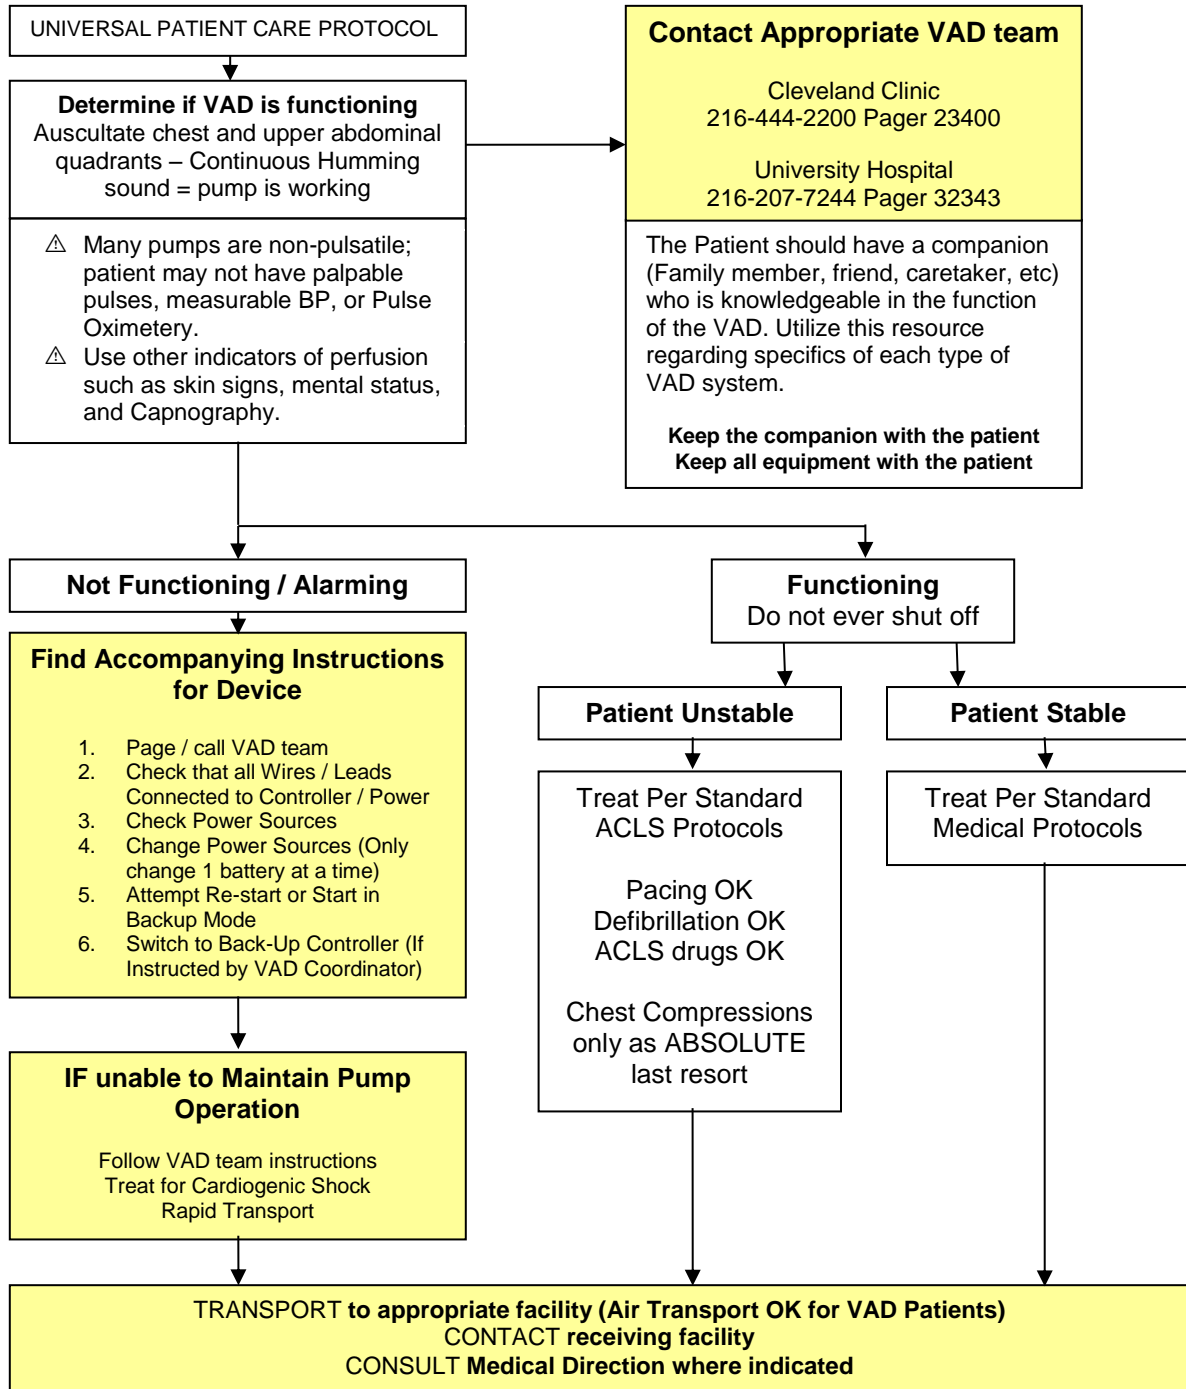 UNIVERSAL PATIENT CARE PROTOCOL
Determine if VAD is functioning
Auscultate chest and upper abdominal
quadrants – Continuous Humming
sound = pump is working
⚠ Many pumps are non-pulsatile;
patient may not have palpable
pulses, measurable BP, or Pulse
Oximetery.
⚠ Use other indicators of perfusion
such as skin signs, mental status,
and Capnography.
Contact Appropriate VAD team
Cleveland Clinic
216-444-2200 Pager 23400
University Hospital
216-207-7244 Pager 32343
The Patient should have a companion
(Family member, friend, caretaker, etc)
who is knowledgeable in the function
of the VAD. Utilize this resource
regarding specifics of each type of
VAD system.
Keep the companion with the patient
Keep all equipment with the patient
Not Functioning / Alarming
Find Accompanying Instructions
for Device
1. Page / call VAD team
2. Check that all Wires / Leads
Connected to Controller / Power
3. Check Power Sources
4. Change Power Sources (Only
change 1 battery at a time)
5. Attempt Re-start or Start in
Backup Mode
6. Switch to Back-Up Controller (If
Instructed by VAD Coordinator)
IF unable to Maintain Pump
Operation
Follow VAD team instructions
Treat for Cardiogenic Shock
Rapid Transport
Functioning
Do not ever shut off
Patient Unstable
Treat Per Standard
ACLS Protocols
Pacing OK
Defibrillation OK
ACLS drugs OK
Chest Compressions
only as ABSOLUTE
last resort
Patient Stable
Treat Per Standard
Medical Protocols
TRANSPORT to appropriate facility (Air Transport OK for VAD Patients)
CONTACT receiving facility
CONSULT Medical Direction where indicated